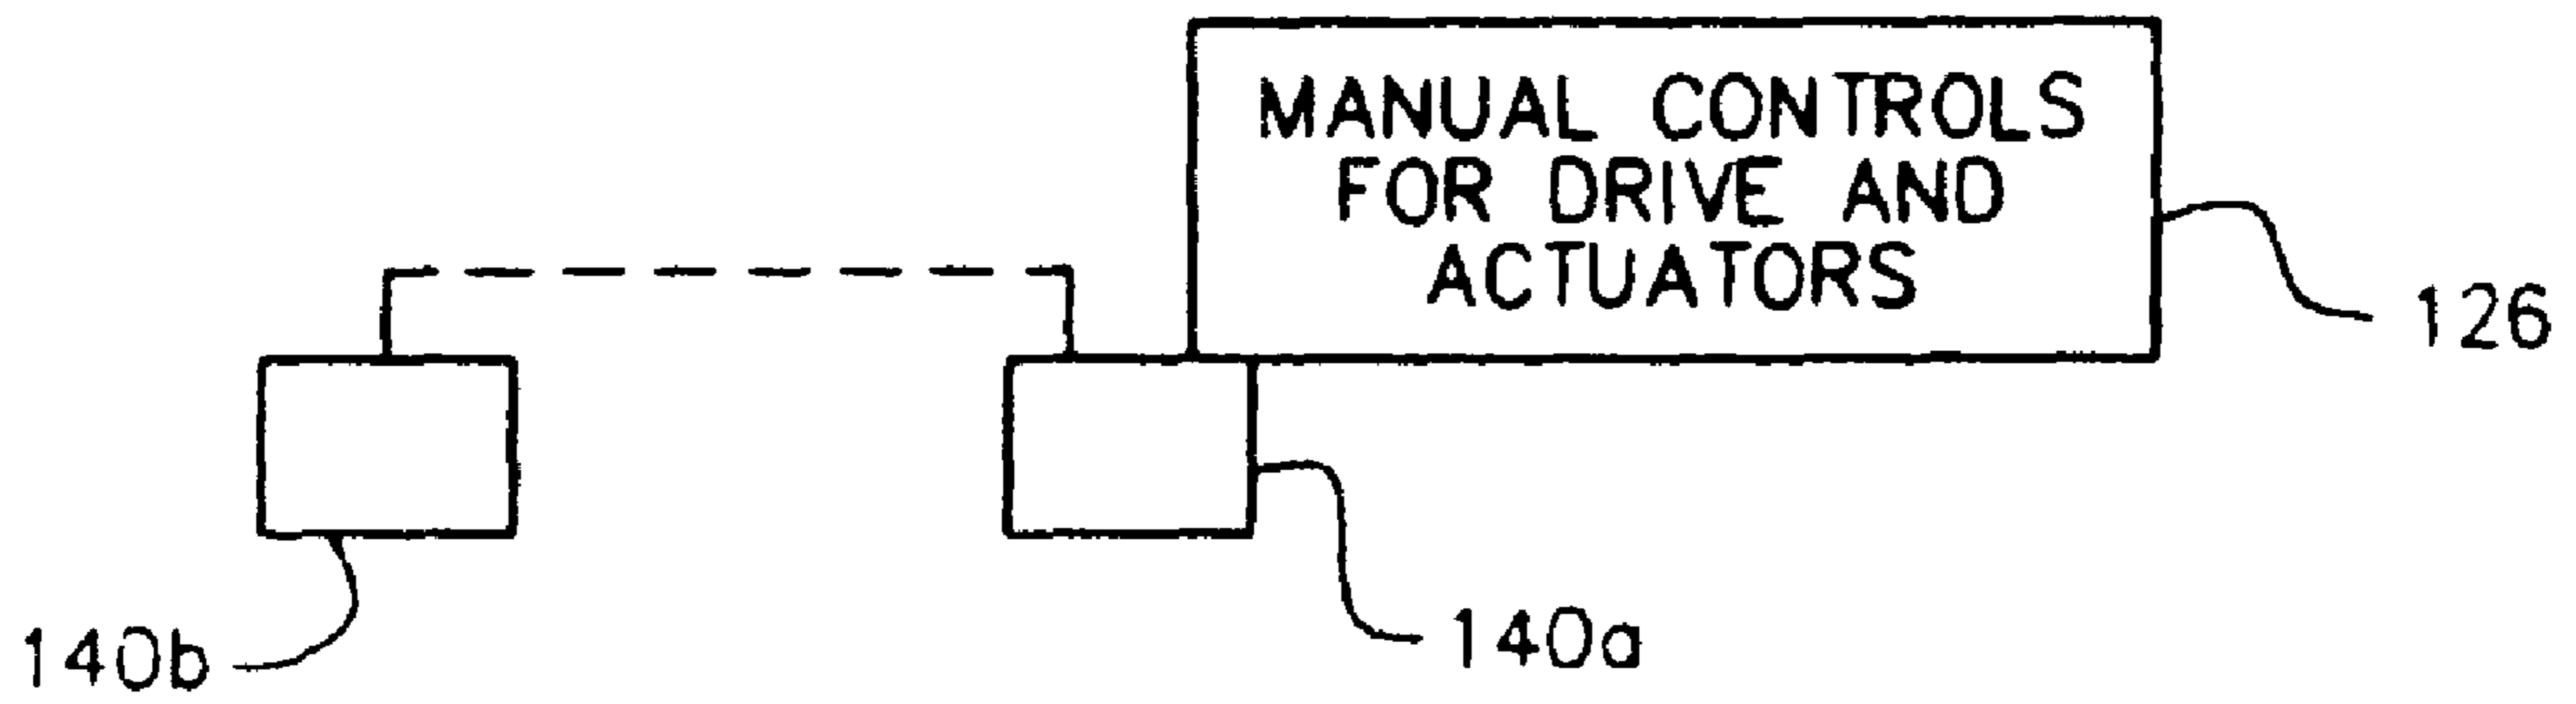 MANUAL CONTROLS
FOR DRIVE AND
ACTUATORS
126
140a
140b